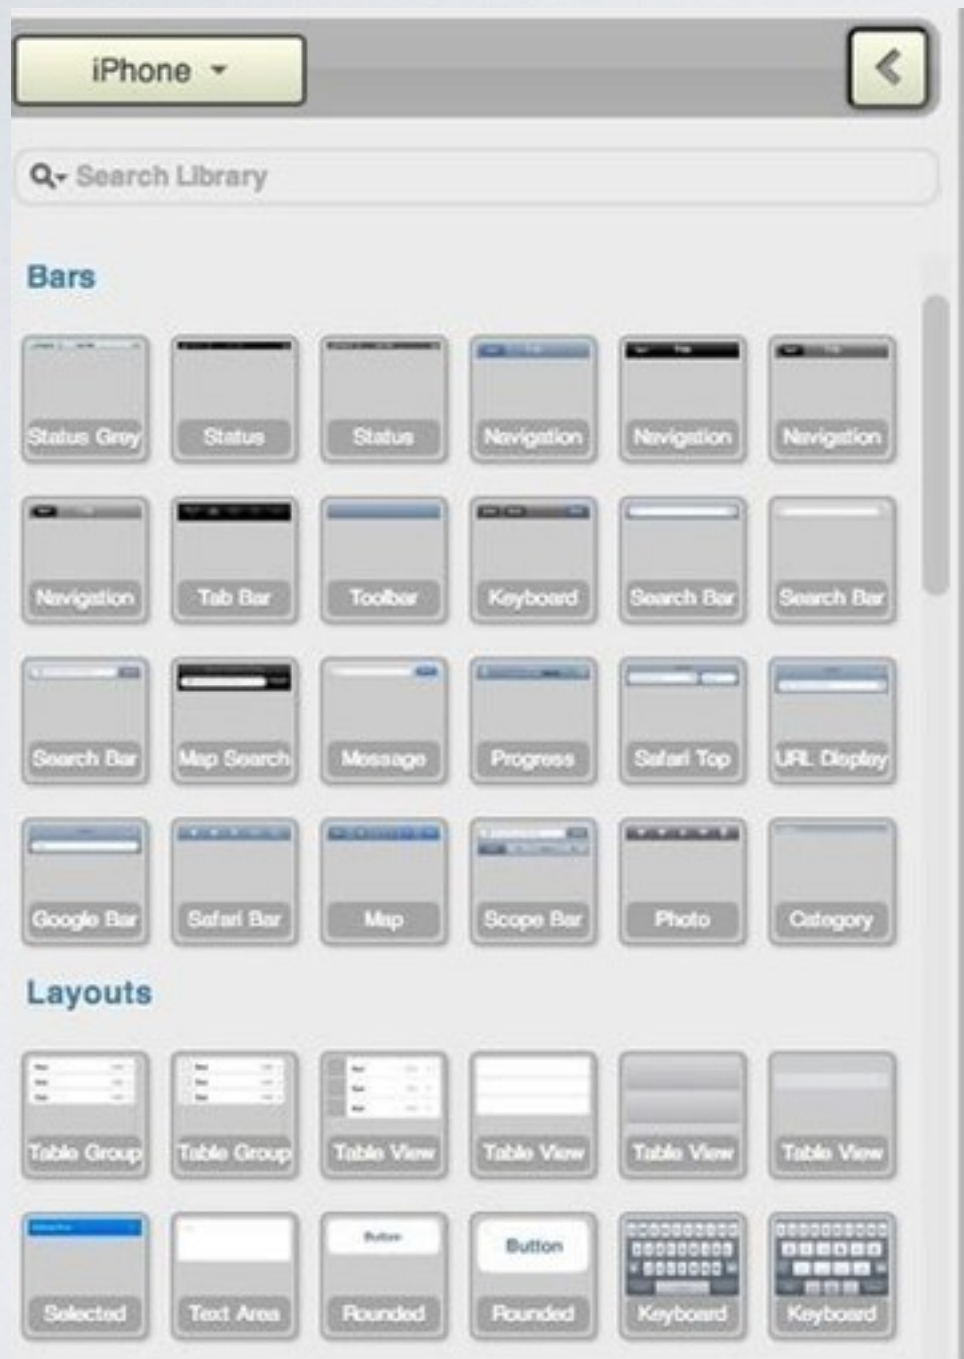 iPhone
Search Library
Bars
Status Grey Status Status Navigation Navigation Navigation
Navigation Tab Bar Toolbar Keyboard Search Bar Search Bar
Search Bar Map Search Message Progress Safari Top URL Display
Google Bar Safari Bar Map Scope Bar Photo Category
Layouts
Table Group Table Group Table View Table View Table View Table View
Button Button
Selected Text Area Rounded Rounded Keyboard Keyboard